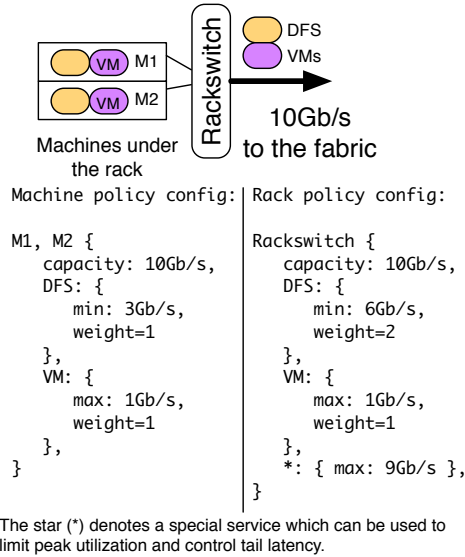 DFS
VMs
VM M1
VM M2
Rackswitch
10Gb/s
to the fabric
Machines under
the rack
Machine policy config:
M1, M2 {
capacity: 10Gb/s,
DFS: {
min: 3Gb/s,
weight=1
},
VM: {
max: 1Gb/s,
weight=1
},
}
Rack policy config:
Rackswitch {
capacity: 10Gb/s,
DFS: {
min: 6Gb/s,
weight=2
},
VM: {
max: 1Gb/s,
weight=1
},
*: { max: 9Gb/s },
}
The star (*) denotes a special service which can be used to
limit peak utilization and control tail latency.